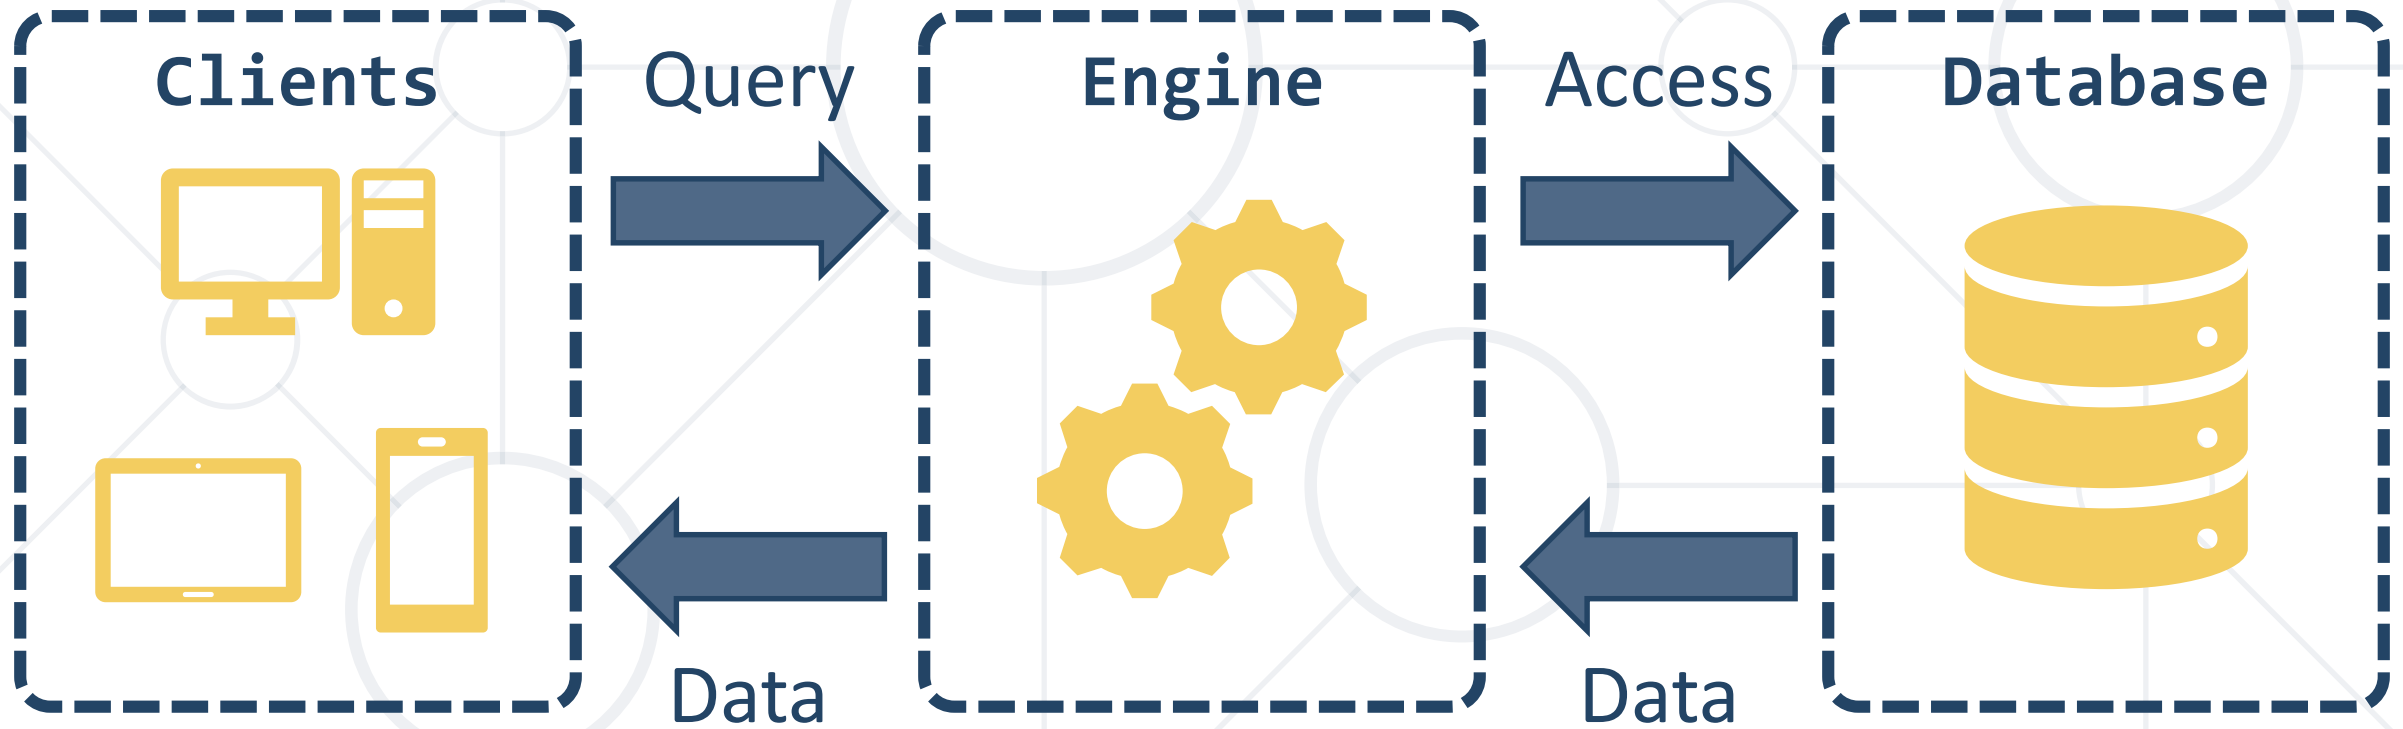 Clients
Query
Engine
Access
Database
Data
Data